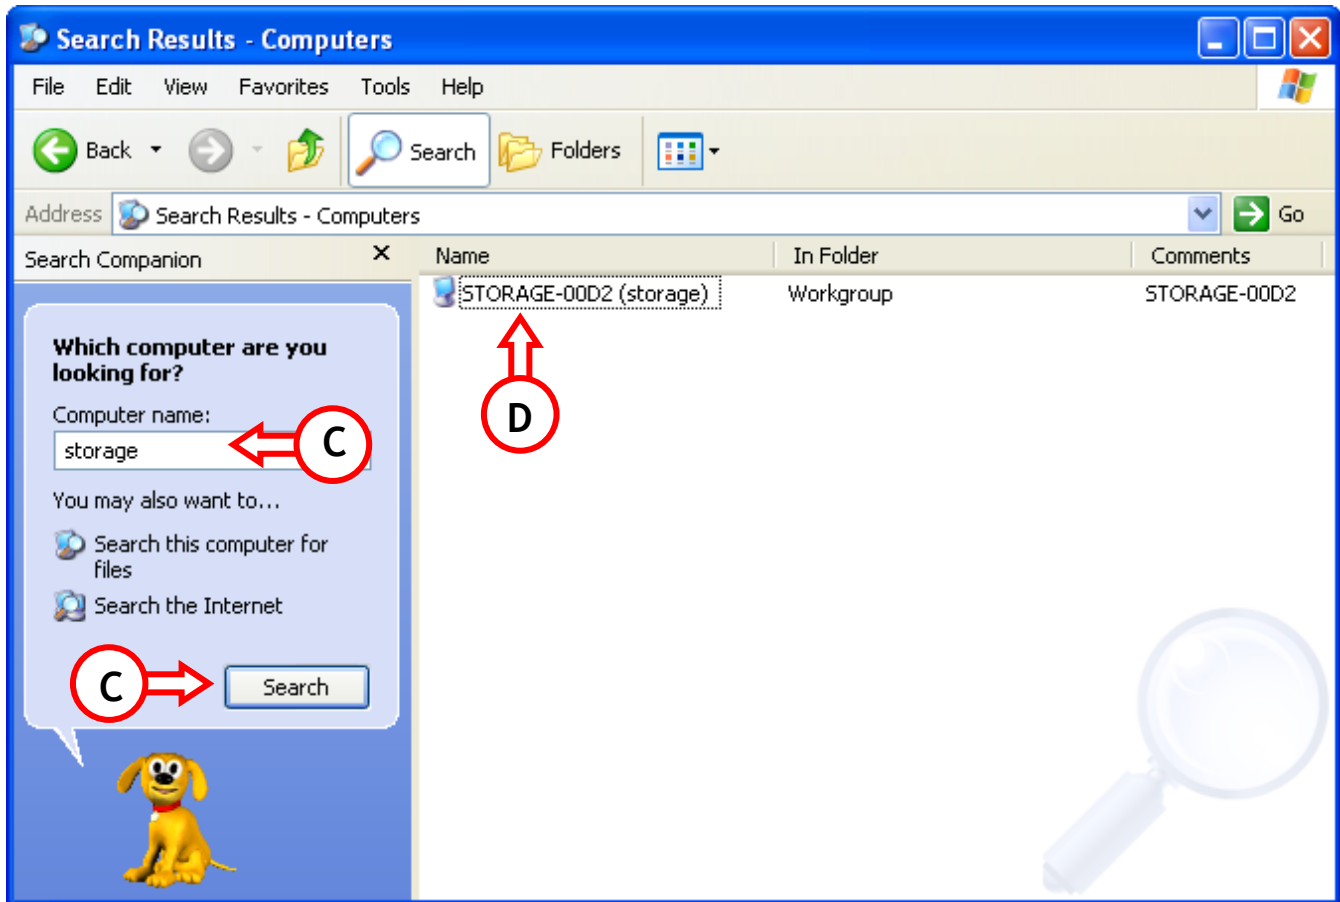 Search Results - Computers
File Edit View Favorites Tools Help
Back Search Folders
Address Search Results - Computers Go
Search Companion
Name In Folder Comments
STORAGE-00D2 (storage) Workgroup STORAGE-00D2
Which computer are you
looking for?
Computer name:
storage
C
D
You may also want to...
Search this computer for
files
Search the Internet
C
Search